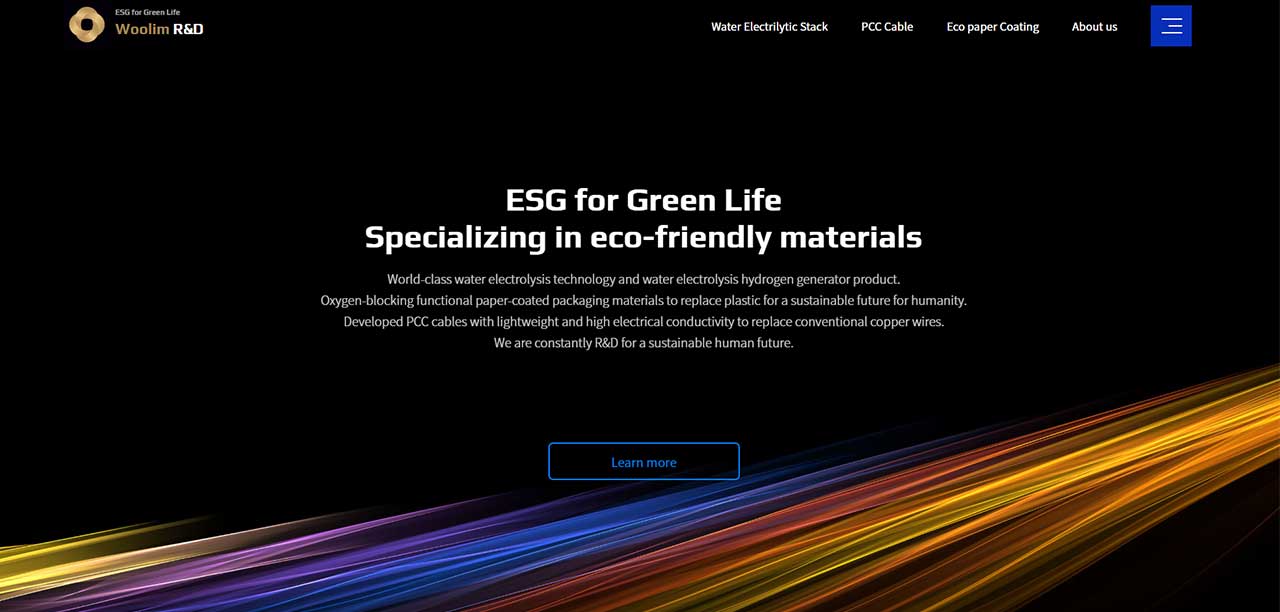 ESG for Green Life
Woolim R&D
Water Electrilytic Stack
PCC Cable
Eco paper Coating
About us
ESG for Green Life
Specializing in eco-friendly materials
World-class water electrolysis technology and water electrolysis hydrogen generator product.
Oxygen-blocking functional paper-coated packaging materials to replace plastic for a sustainable future for humanity.
Developed PCC cables with lightweight and high electrical conductivity to replace conventional copper wires.
We are constantly R&D for a sustainable human future.
Learn more